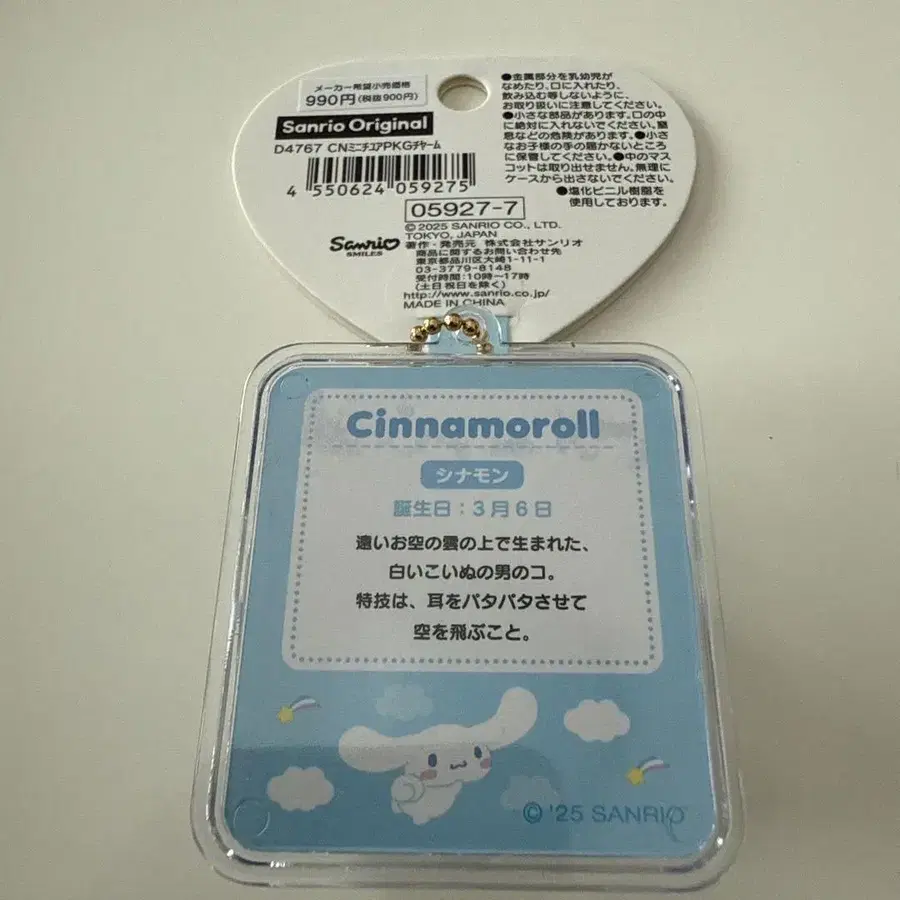 メーカー希望小売価格
990円(税抜900円)
Sanrio Original
D4767 CNミニチュアPKGチャーム
4 550624 059275
05927-7
© 2025 SANRIO CO., LTD.
TOKYO, JAPAN
Sanrio
SMILES
著作・発売元 株式会社サンリオ
商品に関するお問い合わせ先
東京都品川区大崎1-11-1
03-3779-8148
受付時間:10時~17時
(土日祝日を除く)
http://www.sanrio.co.jp/
MADE IN CHINA
●金属部分を乳幼児が
なめたり、口に入れたり、
飲み込む等しないように、
お取り扱いに注意してください。
●小さな部品があります。口の中
に絶対に入れないでください。窒
息などの危険があります。●小さ
なお子様の手の届かないところ
に保管してください。●中のマス
コットは取り出せません。無理に
ケースから出さないでください。
●塩化ビニル樹脂を
使用しております。
Cinnamoroll
シナモン
誕生日:3月6日
遠いお空の雲の上で生まれた、
白いこいぬの男のコ。
特技は、耳をパタパタさせて
空を飛ぶこと。
© '25 SANRIO